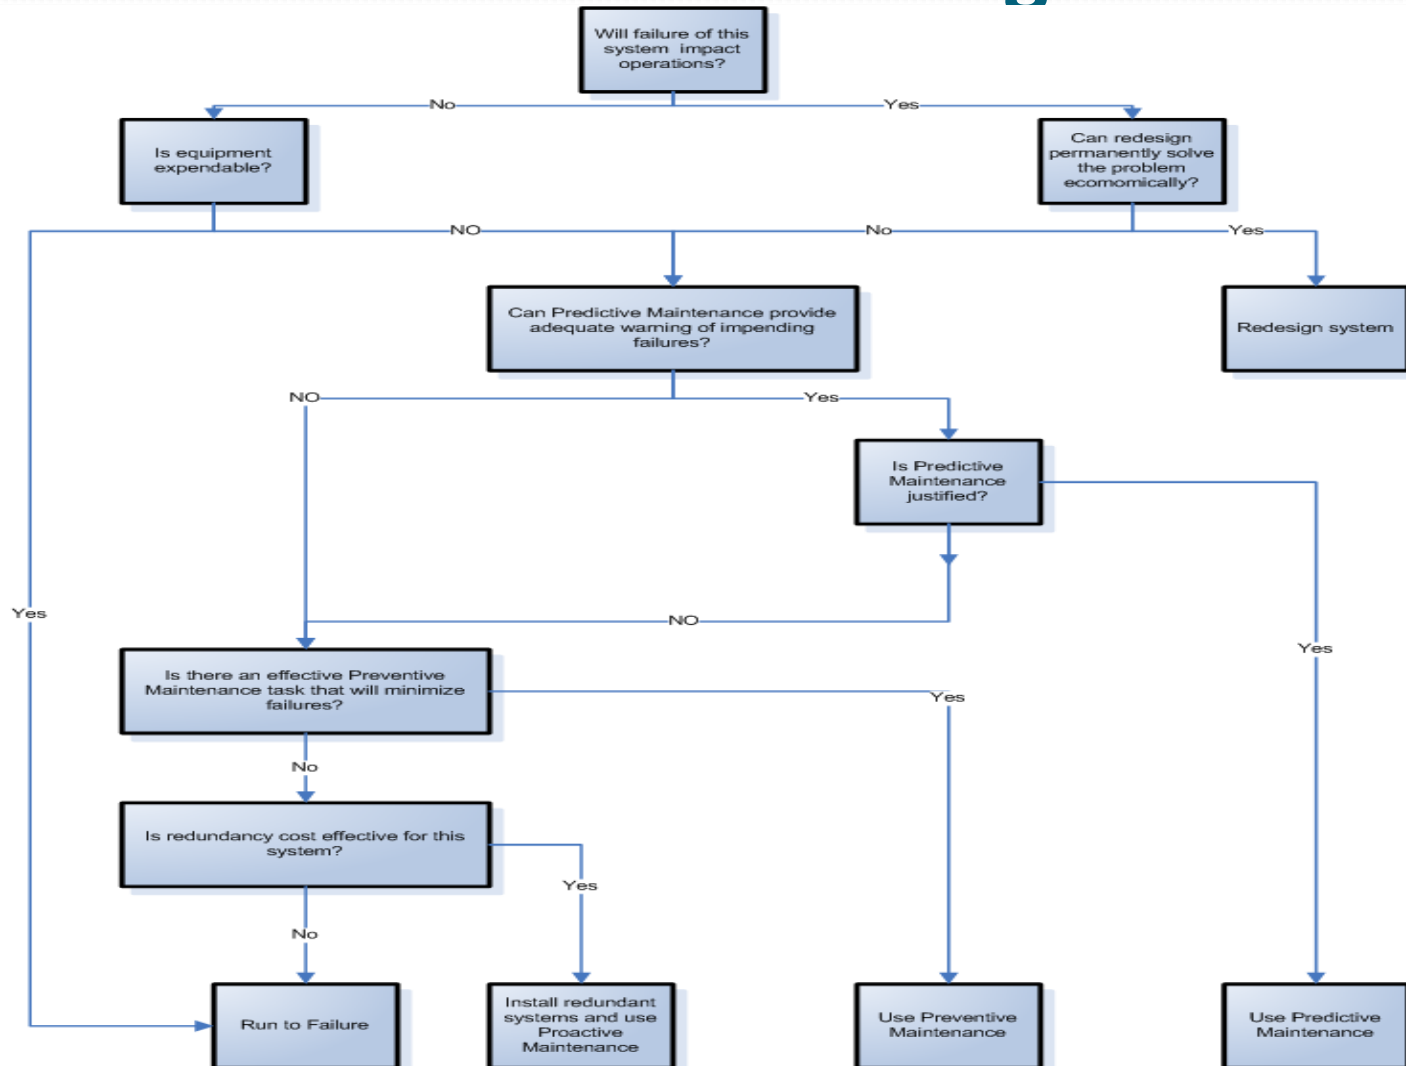 Will failure of this
system impact
operations?
No
Yes
Is equipment
expendable?
Can redesign
permanently solve
the problem
ecomomically?
NO
No
Yes
Can Predictive Maintenance provide
adequate warning of impending
failures?
Redesign system
NO
Yes
Is Predictive
Maintenance
justified?
Yes
NO
Yes
Is there an effective Preventive
Maintenance task that will minimize
failures?
Yes
No
Is redundancy cost effective for this
system?
Yes
No
Run to Failure
Install redundant
systems and use
Proactive
Maintenance
Use Preventive
Maintenance
Use Predictive
Maintenance